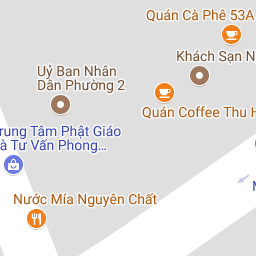 Quán Cà Phê 53A
Khách Sạn N
Uỷ Ban Nhân
Dân Phường 2
Quán Coffee Thu H
rung Tâm Phật Giáo
à Tư Vấn Phong...
Nước Mía Nguyên Chất